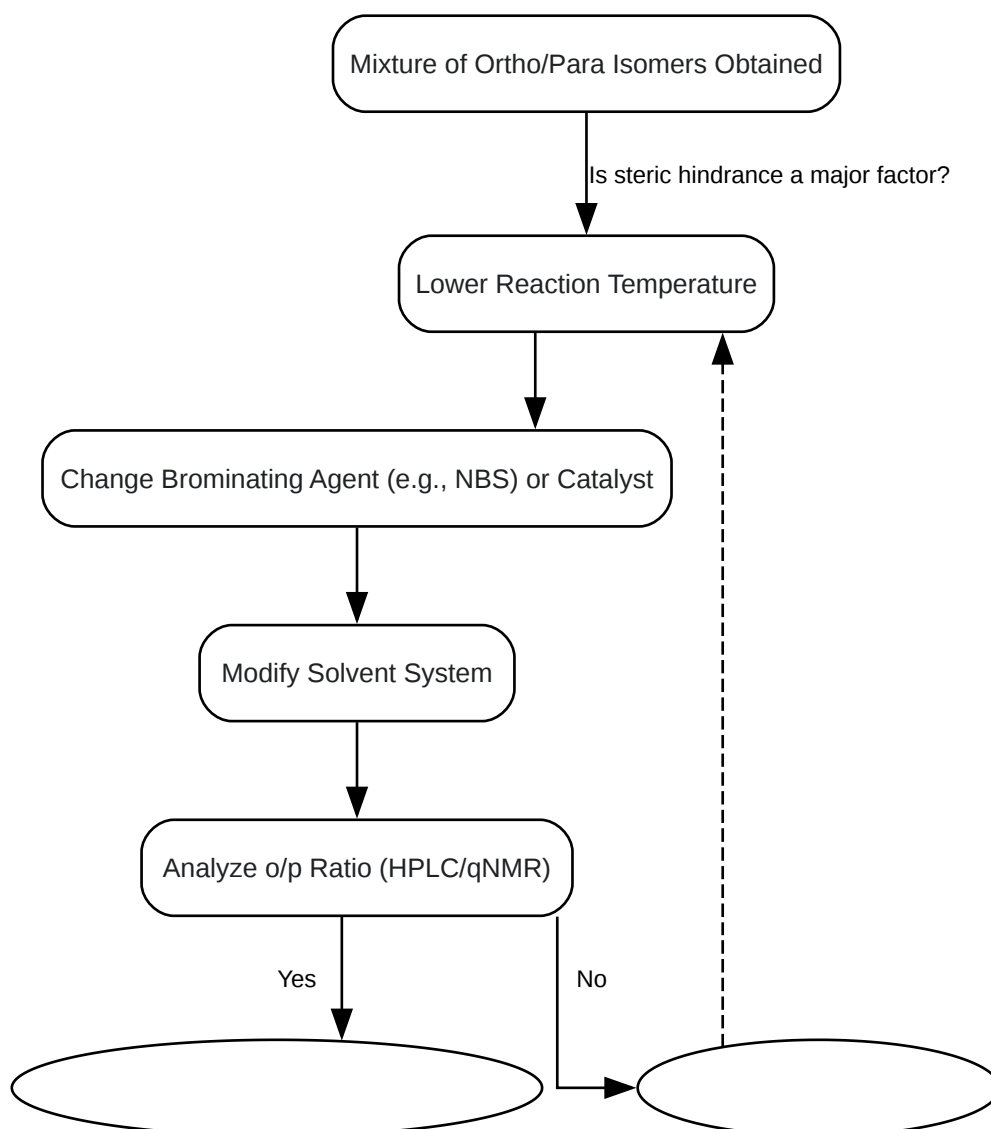 Mixture of Ortho/Para Isomers Obtained
Is steric hindrance a major factor?
Lower Reaction Temperature
Change Brominating Agent (e.g., NBS) or Catalyst
Modify Solvent System
Analyze o/p Ratio (HPLC/qNMR)
Yes
No